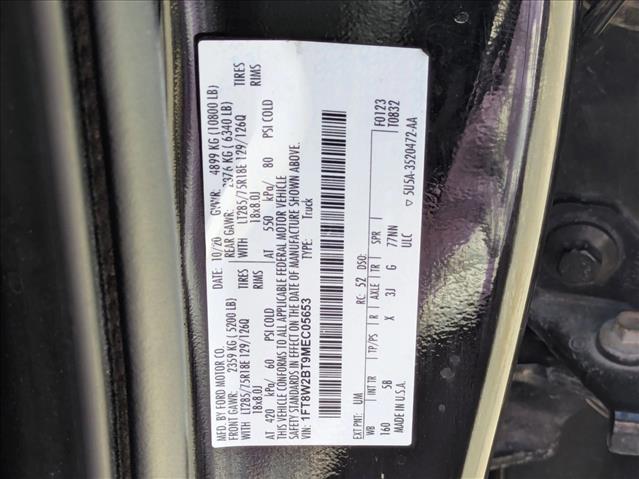 MFD. BY FORD MOTOR CO. DATE: 10/20 GVWR: 4899 KG (10800 LB)
FRONT GAWR: 2359 KG (5200 LB) REAR GAWR: 2876 KG (6340 LB)
WITH LT285/75R18E 129/126Q TIRES WITH LT285/75R18E 129/126Q TIRES
18x8.0J RIMS 18x8.0J RIMS
AT 420 kPa/ 60 PSI COLD AT 550 kPa/ 80 PSI COLD
THIS VEHICLE CONFORMS TO ALL APPLICABLE FEDERAL MOTOR VEHICLE
SAFETY STANDARDS IN EFFECT ON THE DATE OF MANUFACTURE SHOWN ABOVE.
VIN: 1FT8W2BT9MEC05653 TYPE: Truck
F0123
T0832
EXT PNT: UM RC: 52 DSO:
WB INT TR TP/PS R AXLE TR SPR
160 5B X 3J G 77NN
MADE IN U.S.A. ULC
▽ 5U5A-3520472-AA